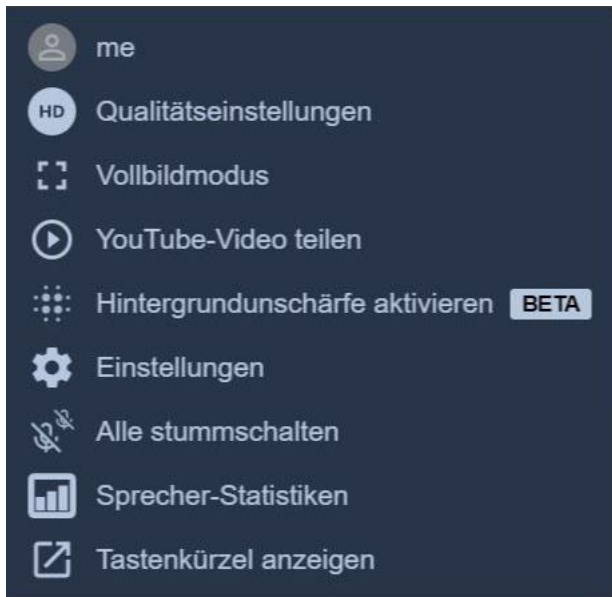 me
HD Qualitätseinstellungen
Vollbildmodus
YouTube-Video teilen
Hintergrundunschärfe aktivieren BETA
Einstellungen
Alle stummschalten
Sprecher-Statistiken
Tastenkürzel anzeigen